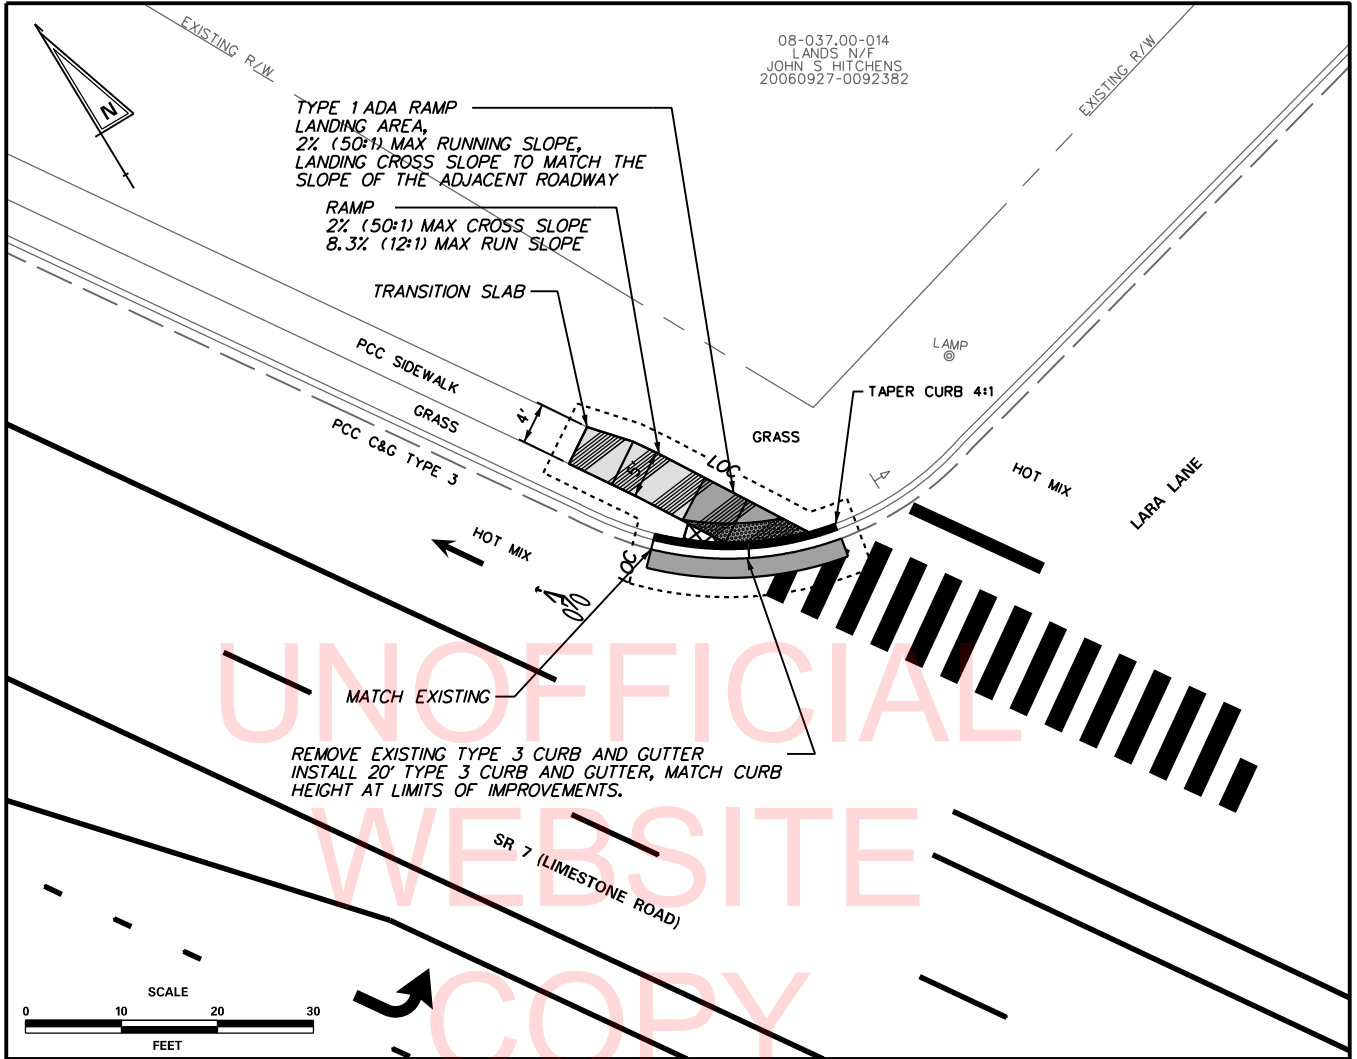 EXISTING R/W
08-037.00-014
LANDS N/F
JOHN S HITCHENS
20060927-0092382
EXISTING R/W
N
TYPE 1 ADA RAMP
LANDING AREA,
2% (50:1) MAX RUNNING SLOPE,
LANDING CROSS SLOPE TO MATCH THE
SLOPE OF THE ADJACENT ROADWAY
RAMP
2% (50:1) MAX CROSS SLOPE
8.3% (12:1) MAX RUN SLOPE
TRANSITION SLAB
LAMP
PCC SIDEWALK
TAPER CURB 4:1
4'
GRASS
GRASS
PCC C&G TYPE 3
LOC
5'
HOT MIX
LARA LANE
HOT MIX
LOC
MATCH EXISTING
REMOVE EXISTING TYPE 3 CURB AND GUTTER
INSTALL 20' TYPE 3 CURB AND GUTTER, MATCH CURB
HEIGHT AT LIMITS OF IMPROVEMENTS.
SR 7 (LIMESTONE ROAD)
UNOFFICIAL
WEBSITE
COPY
SCALE
0 10 20 30
FEET